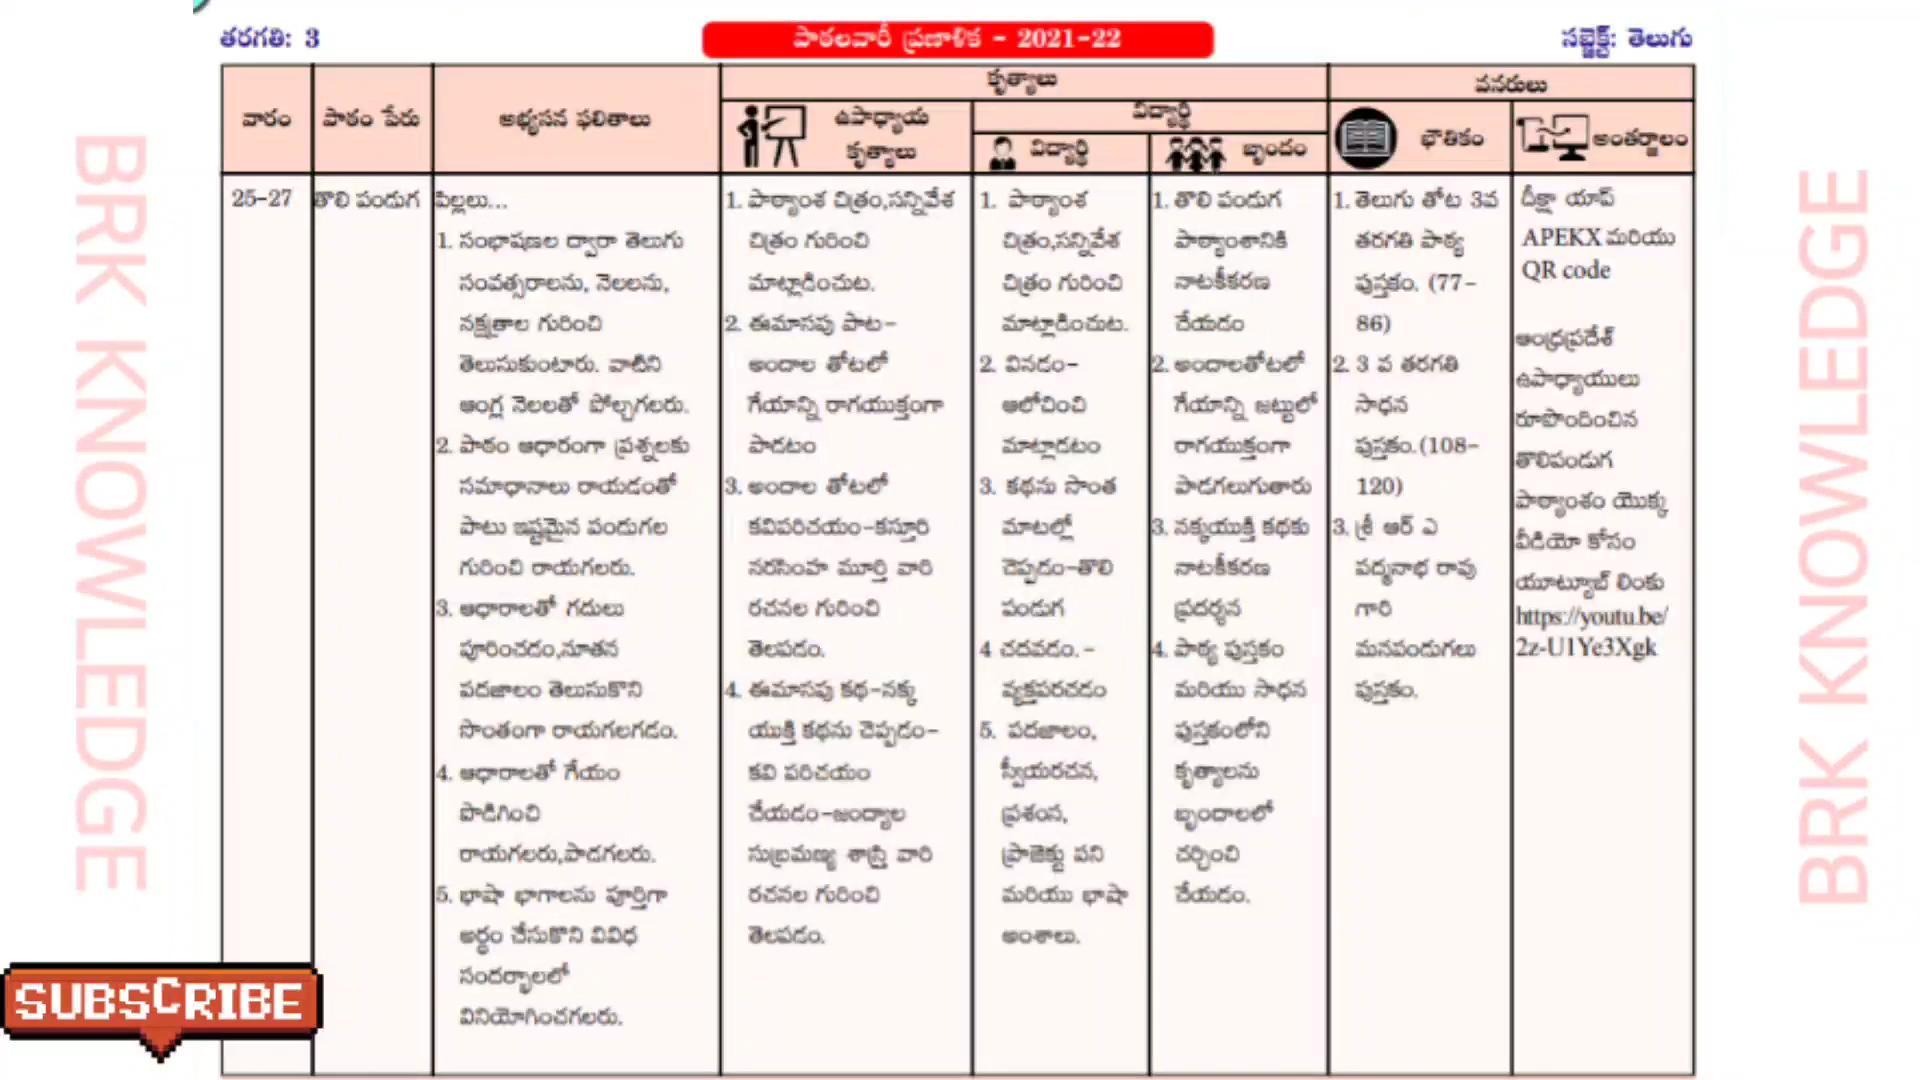 తరగతి: 3
పాఠలవారీ ప్రణాళిక - 2021-22
సబ్జెక్ట్: తెలుగు
వారం
పాఠం పేరు
అభ్యసన ఫలితాలు
కృత్యాలు
ఉపాధ్యాయ
కృత్యాలు
విద్యార్థి
విద్యార్థి
బృందం
వనరులు
భౌతికం
అంతర్జాలం
25-27
తొలి పండుగ
పిల్లలు...
1. సంభాషణల ద్వారా తెలుగు
సంవత్సరాలను, నెలలను,
నక్షత్రాల గురించి
తెలుసుకుంటారు. వాటిని
ఆంగ్ల నెలలతో పోల్చగలరు.
2. పాఠం ఆధారంగా ప్రశ్నలకు
సమాధానాలు రాయడంతో
పాటు ఇష్టమైన పండుగల
గురించి రాయగలరు.
3. ఆధారాలతో గదులు
పూరించడం,నూతన
పదజాలం తెలుసుకొని
సొంతంగా రాయగలగడం.
4. ఆధారాలతో గేయం
పొడిగించి
రాయగలరు,పాడగలరు.
5. భాషా భాగాలను పూర్తిగా
అర్థం చేసుకొని వివిధ
సందర్భాలలో
వినియోగించగలరు.
1. పాఠ్యాంశ చిత్రం,సన్నివేశ
చిత్రం గురించి
మాట్లాడించుట.
2. ఈమాసపు పాట-
అందాల తోటలో
గేయాన్ని రాగయుక్తంగా
పాడటం
3. అందాల తోటలో
కవిపరిచయం-కస్తూరి
నరసింహ మూర్తి వారి
రచనల గురించి
తెలపడం.
4. ఈమాసపు కథ-నక్క
యుక్తి కథను చెప్పడం-
కవి పరిచయం
చేయడం-జంధ్యాల
సుబ్రమణ్య శాస్త్రి వారి
రచనల గురించి
తెలపడం.
1. పాఠ్యాంశ
చిత్రం,సన్నివేశ
చిత్రం గురించి
మాట్లాడించుట.
2. వినడం-
ఆలోచించి
మాట్లాడటం
3. కథను సొంత
మాటల్లో
చెప్పడం-తొలి
పండుగ
4 చదవడం.-
వ్యక్తపరచడం
5. పదజాలం,
స్వీయరచన,
ప్రశంస,
ప్రాజెక్టు పని
మరియు భాషా
అంశాలు.
1. తొలి పండుగ
పాఠ్యాంశానికి
నాటకీకరణ
చేయడం
2. అందాలతోటలో
గేయాన్ని జట్టులో
రాగయుక్తంగా
పాడగలుగుతారు
3. నక్కయుక్తి కథకు
నాటకీకరణ
ప్రదర్శన
4. పాఠ్య పుస్తకం
మరియు సాధన
పుస్తకంలోని
కృత్యాలను
బృందాలలో
చర్చించి
చేయడం.
1. తెలుగు తోట 3వ
తరగతి పాఠ్య
పుస్తకం. (77-
86)
2. 3 వ తరగతి
సాధన
పుస్తకం.(108-
120)
3. శ్రీ ఆర్ ఎ
పద్మనాభ రావు
గారి
మనపండుగలు
పుస్తకం.
దీక్షా యాప్
APEKX మరియు
QR code
ఆంధ్రప్రదేశ్
ఉపాధ్యాయులు
రూపొందించిన
తొలిపండుగ
పాఠ్యాంశం యొక్క
వీడియో కోసం
యూట్యూబ్ లింకు
https://youtu.be/
2z-U1Ye3Xgk
BRK KNOWLEDGE
BRK KNOWLEDGE
SUBSCRIBE